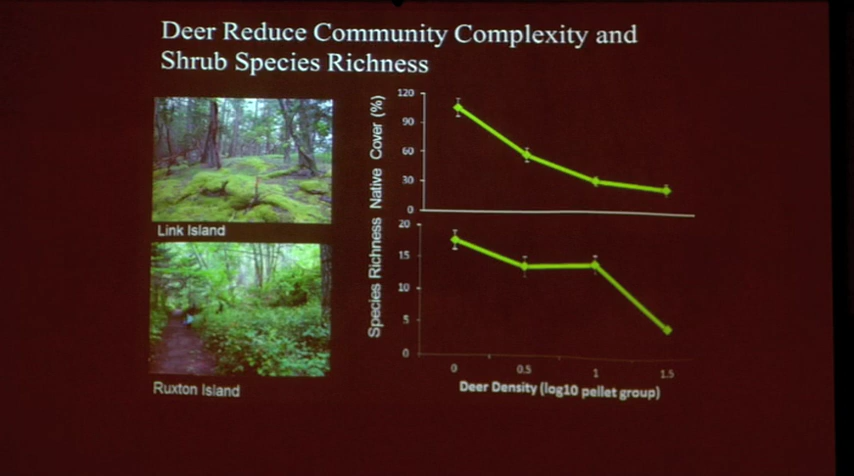 Deer Reduce Community Complexity and
Shrub Species Richness
Link Island
Ruxton Island
Native Cover (%)
120
90
60
30
0
Species Richness
20
15
10
5
0
0 0.5 1 1.5
Deer Density (log10 pellet group)